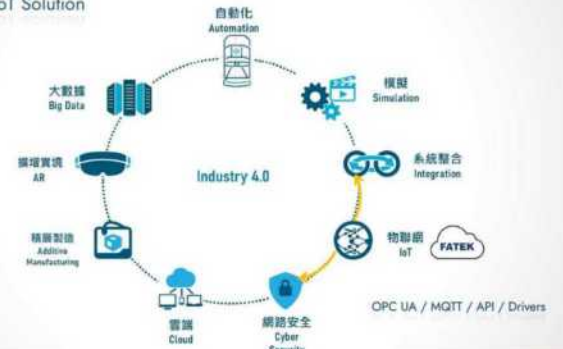 IoT Solution
自動化
Automation
模擬
Simulation
系統整合
Integration
物聯網
IoT
FATEK
OPC UA / MQTT / API / Drivers
網路安全
Cyber
Security
雲端
Cloud
積層製造
Additive
Manufacturing
擴增實境
AR
大數據
Big Data
Industry 4.0